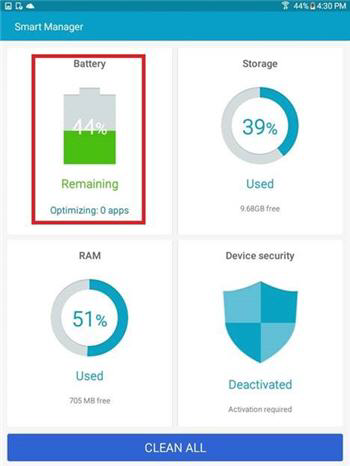 44% 4:30 PM
Smart Manager
Battery
44%
Remaining
Optimizing: 0 apps
Storage
39%
Used
9.68GB free
RAM
51%
Used
705 MB free
Device security
Deactivated
Activation required
CLEAN ALL